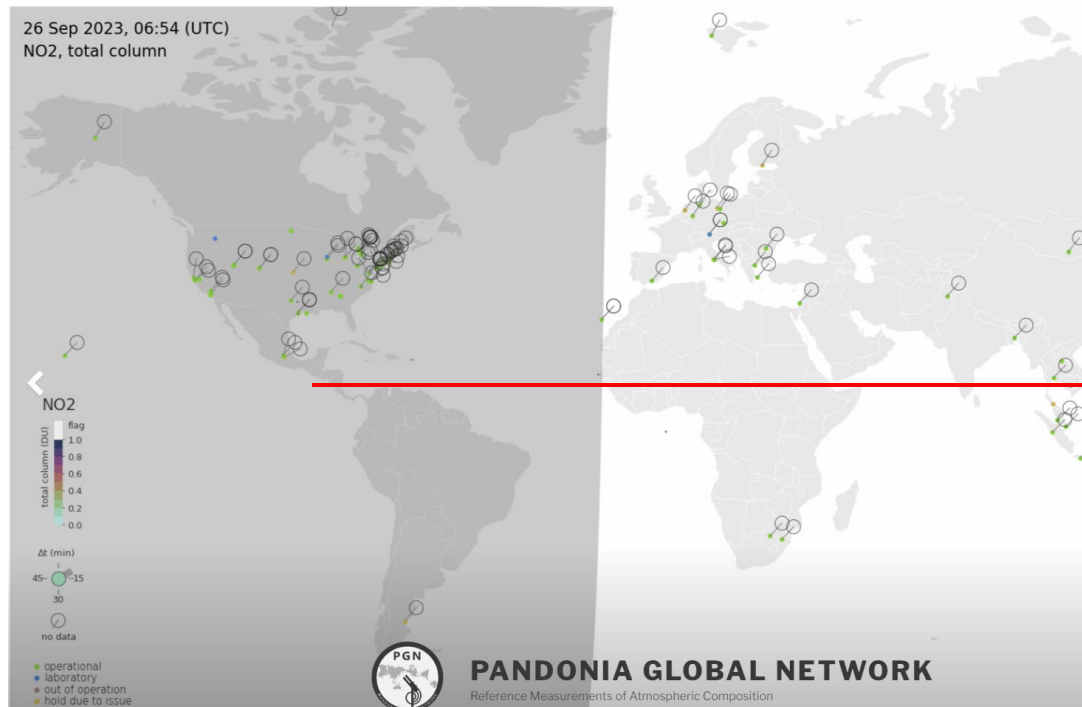 26 Sep 2023, 06:54 (UTC)
NO2, total column
NO2
flag
total column (DU)
1.0
0.8
0.6
0.4
0.2
0.0
Δt (min)
45
15
30
no data
operational
laboratory
out of operation
hold due to issue
PGN
PANDONIA GLOBAL NETWORK
Reference Measurements of Atmospheric Composition